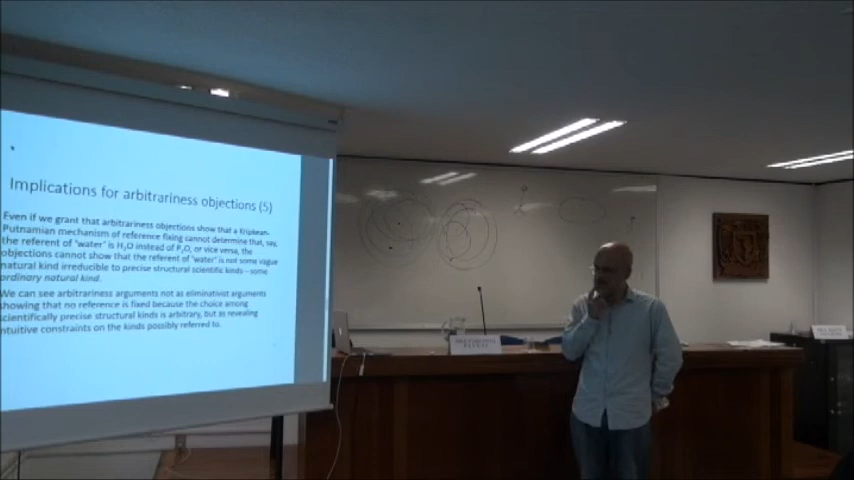 Implications for arbitrariness objections (5)
Even if we grant that arbitrariness objections show that a Kripkean-
Putnamian mechanism of reference fixing cannot determine that, say,
the referent of 'water' is H₂O instead of P₂O, or vice versa, the
objections cannot show that the referent of 'water' is not some vague
natural kind irreducible to precise structural scientific kinds – some
ordinary natural kind.
We can see arbitrariness arguments not as eliminativist arguments
showing that no reference is fixed because the choice among
scientifically precise structural kinds is arbitrary, but as revealing
intuitive constraints on the kinds possibly referred to.